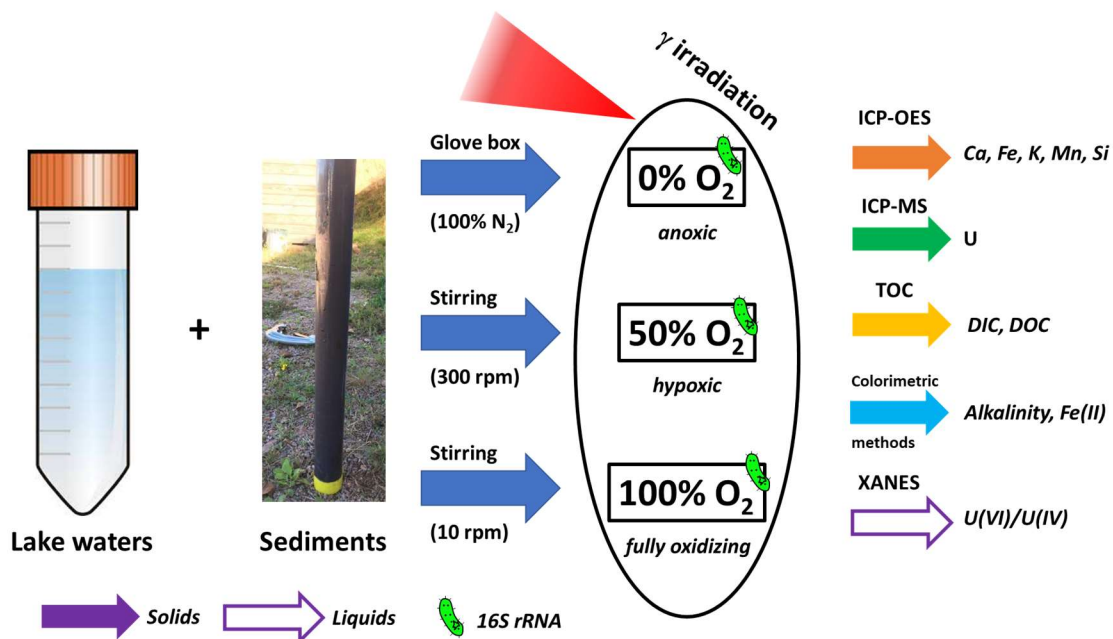 γ irradiation
Glove box
(100% N₂)
0% O₂
anoxic
ICP-OES
Ca, Fe, K, Mn, Si
ICP-MS
U
+
Stirring
(300 rpm)
50% O₂
hypoxic
TOC
DIC, DOC
Colorimetric
methods
Alkalinity, Fe(II)
Stirring
(10 rpm)
100% O₂
fully oxidizing
XANES
U(VI)/U(IV)
Lake waters
Sediments
Solids
Liquids
16S rRNA